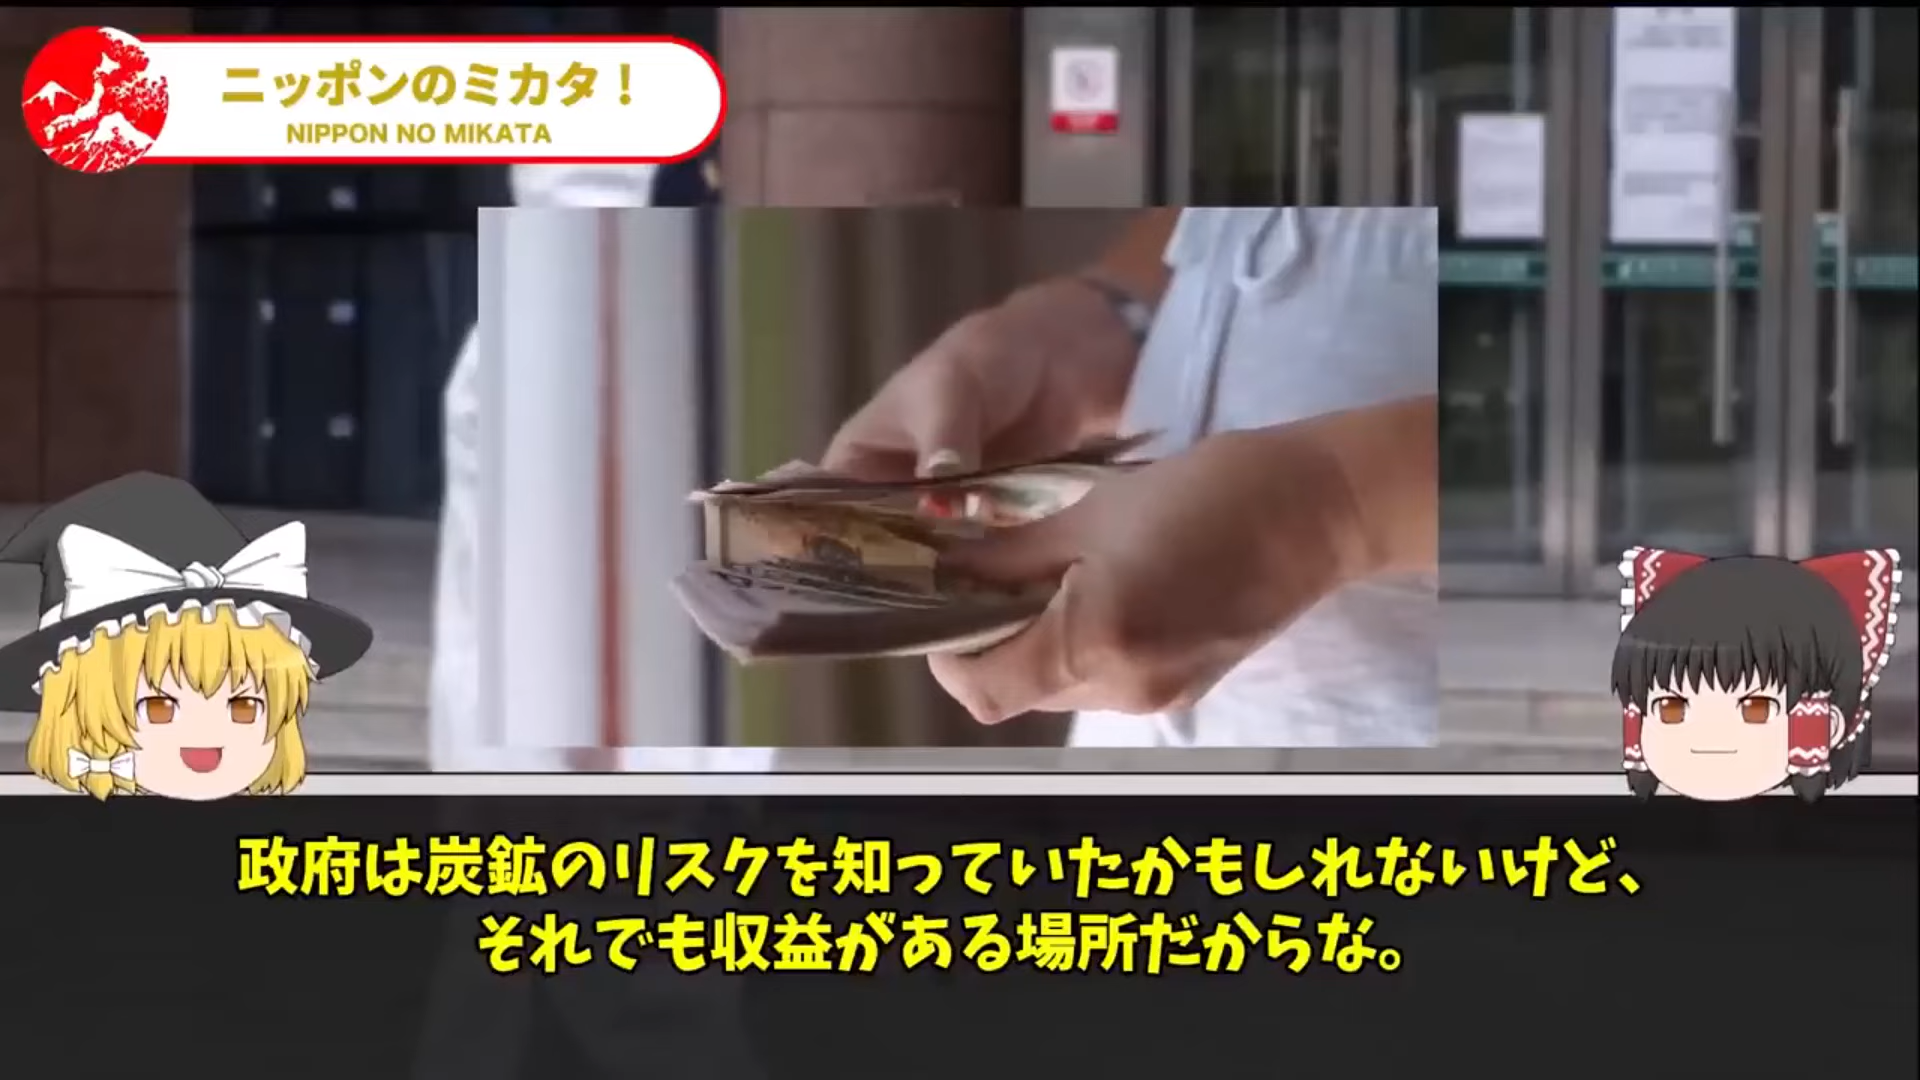 ニッポンのミカタ！
NIPPON NO MIKATA
政府は炭鉱のリスクを知っていたかもしれないけど、
それでも収益がある場所だからな。